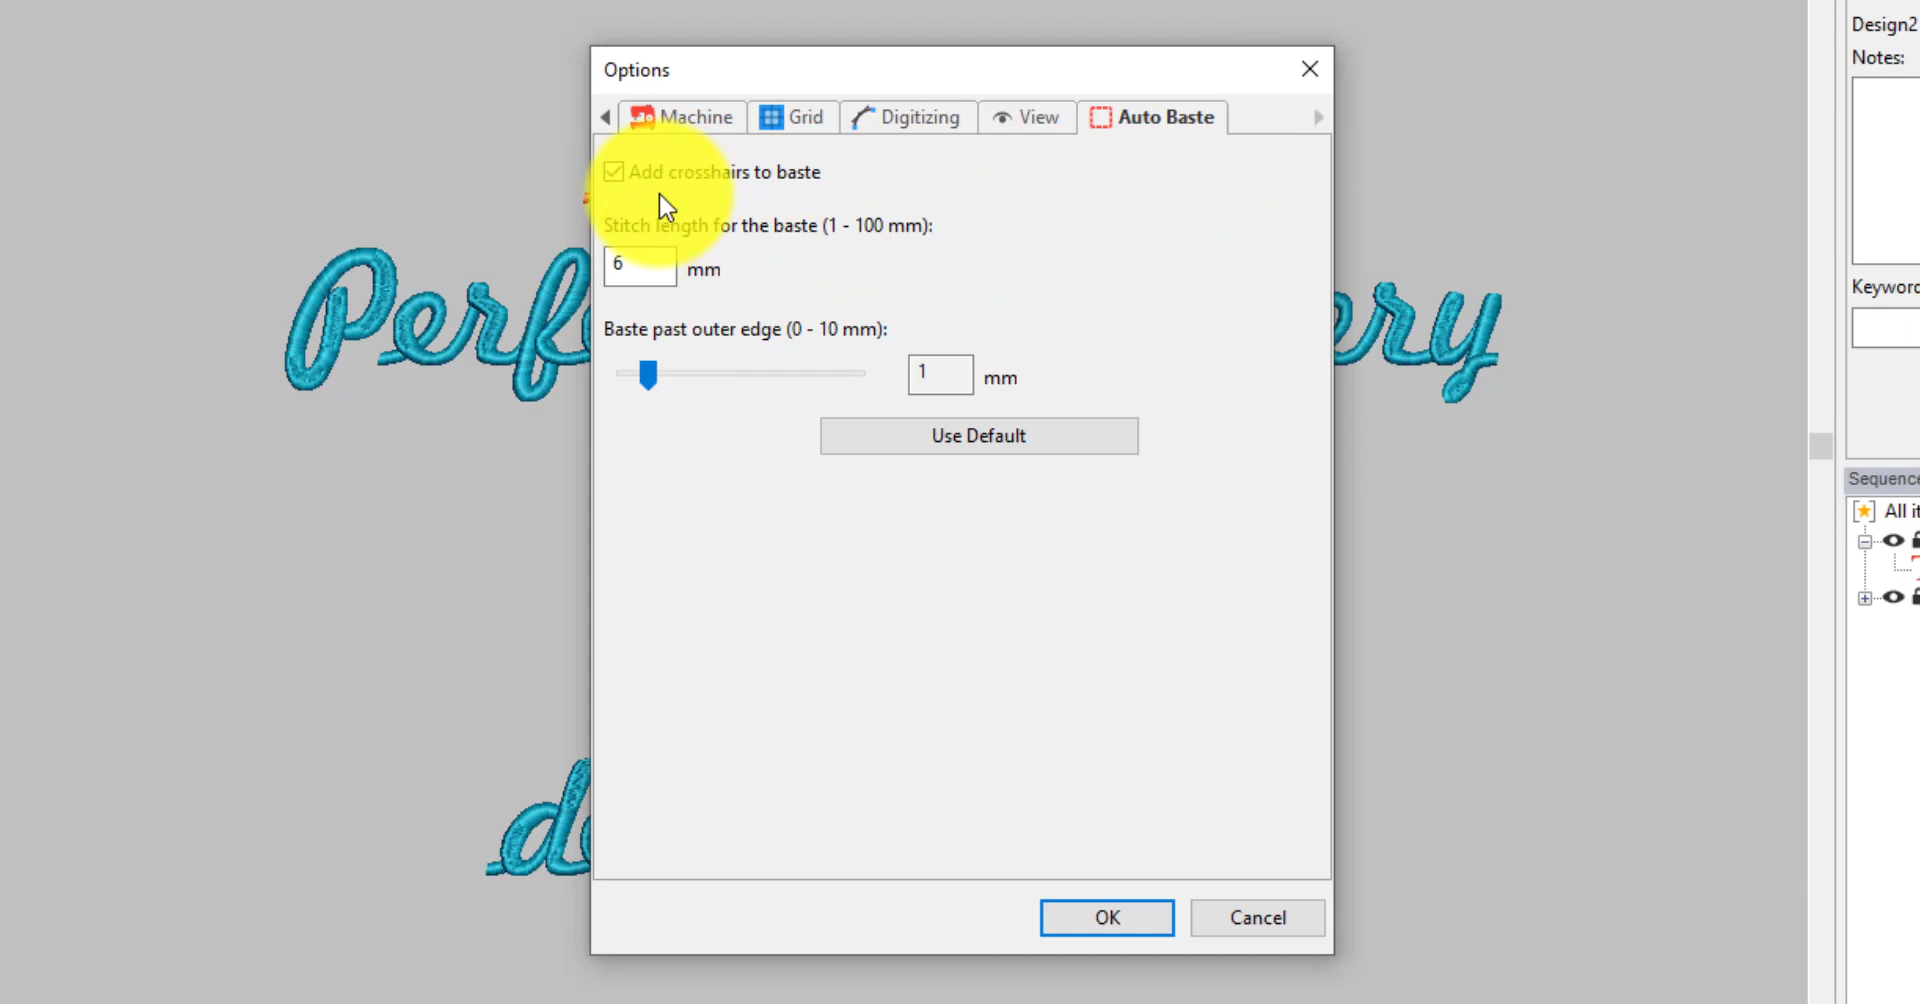 Options
Machine Grid Digitizing View Auto Baste
Add crosshairs to baste
Stitch length for the baste (1 - 100 mm):
6 mm
Baste past outer edge (0 - 10 mm):
1 mm
Use Default
OK Cancel
Design2
Notes:
Keyword
Sequence
All it
Perf
ery
d